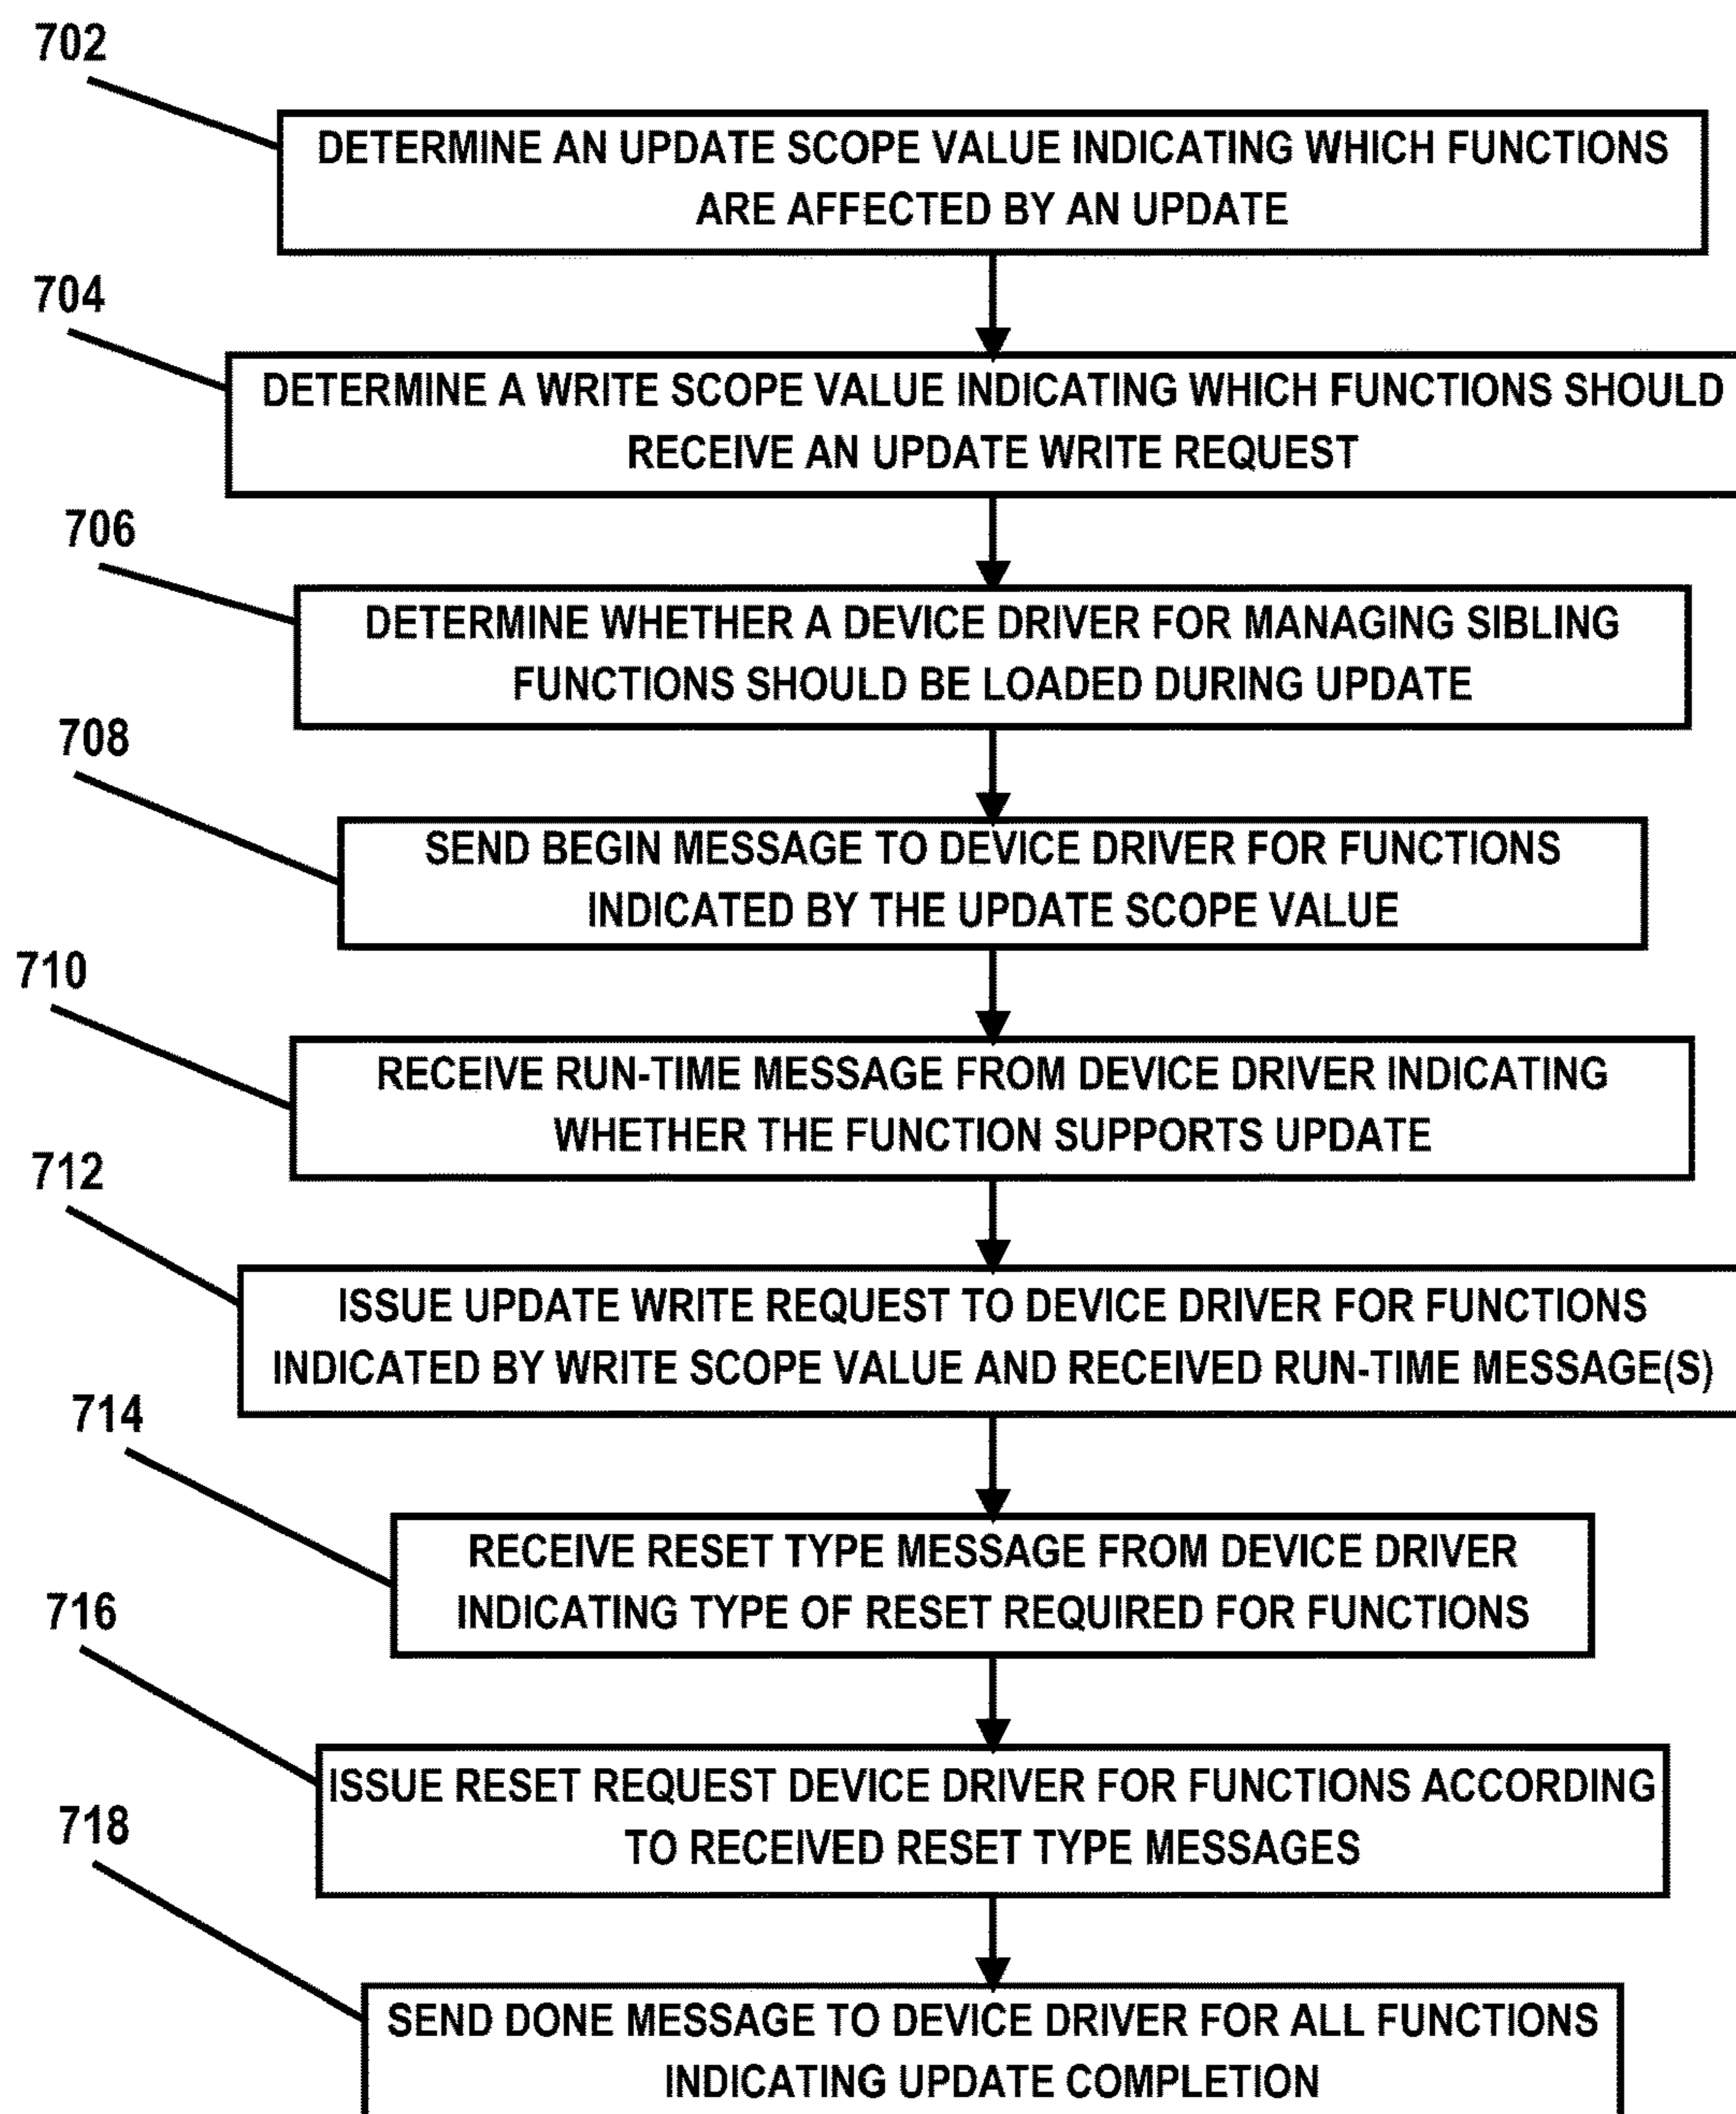 702
DETERMINE AN UPDATE SCOPE VALUE INDICATING WHICH FUNCTIONS
ARE AFFECTED BY AN UPDATE
704
DETERMINE A WRITE SCOPE VALUE INDICATING WHICH FUNCTIONS SHOULD
RECEIVE AN UPDATE WRITE REQUEST
706
DETERMINE WHETHER A DEVICE DRIVER FOR MANAGING SIBLING
FUNCTIONS SHOULD BE LOADED DURING UPDATE
708
SEND BEGIN MESSAGE TO DEVICE DRIVER FOR FUNCTIONS
INDICATED BY THE UPDATE SCOPE VALUE
710
RECEIVE RUN-TIME MESSAGE FROM DEVICE DRIVER INDICATING
WHETHER THE FUNCTION SUPPORTS UPDATE
712
ISSUE UPDATE WRITE REQUEST TO DEVICE DRIVER FOR FUNCTIONS
INDICATED BY WRITE SCOPE VALUE AND RECEIVED RUN-TIME MESSAGE(S)
714
RECEIVE RESET TYPE MESSAGE FROM DEVICE DRIVER
INDICATING TYPE OF RESET REQUIRED FOR FUNCTIONS
716
ISSUE RESET REQUEST DEVICE DRIVER FOR FUNCTIONS ACCORDING
TO RECEIVED RESET TYPE MESSAGES
718
SEND DONE MESSAGE TO DEVICE DRIVER FOR ALL FUNCTIONS
INDICATING UPDATE COMPLETION